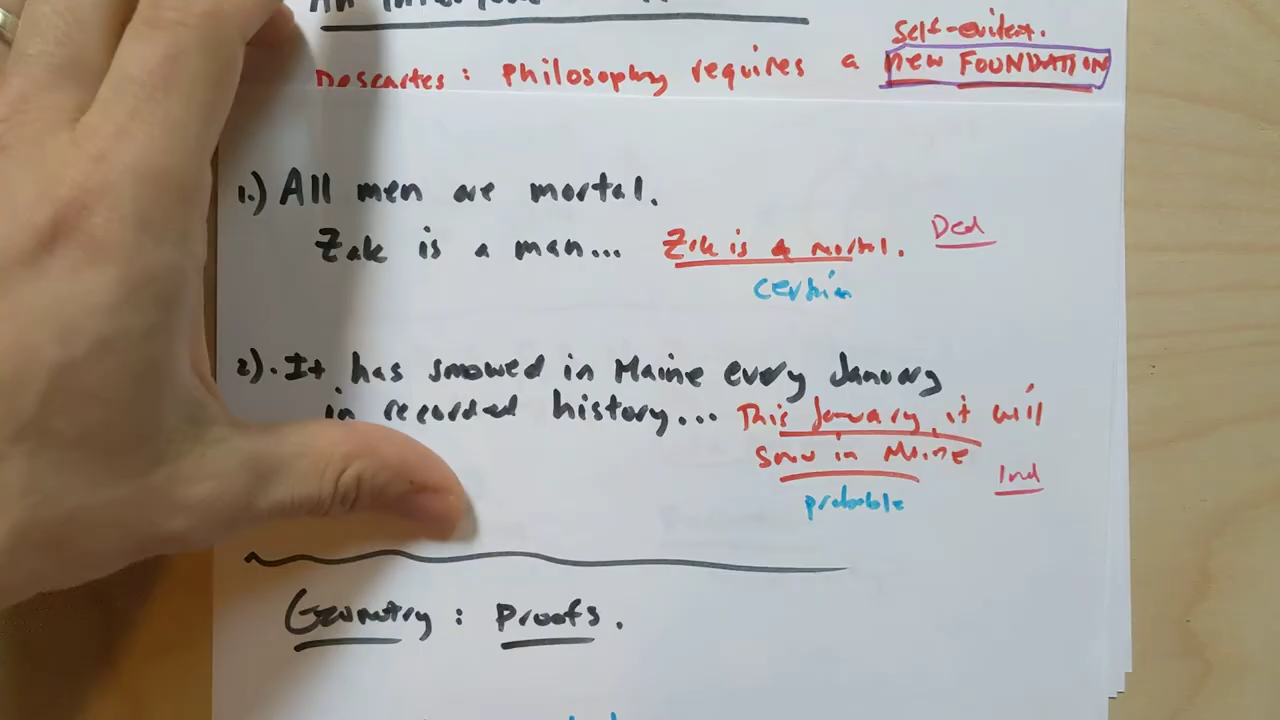 An
self-evident.
Descartes: Philosophy requires a new FOUNDATION
1.) All men are mortal.
Zak is a man... Zak is a mortal. Ded
certain
2). It has snowed in Maine every January
in recorded history... This January, it will
snow in Maine
Ind
probable
Geometry: Proofs.